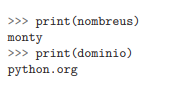 >>> print(nombreus)
monty
>>> print(dominio)
python.org